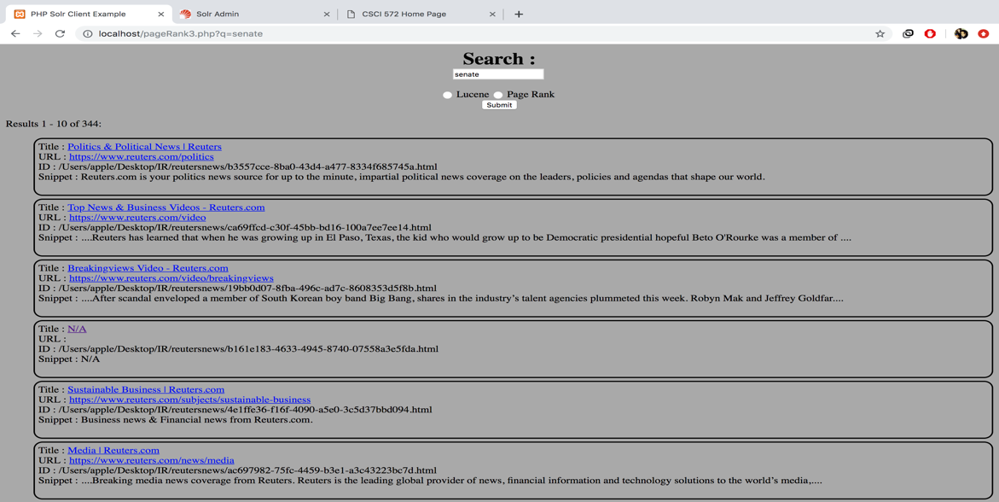 PHP Solr Client Example
Solr Admin
CSCI 572 Home Page
localhost/pageRank3.php?q=senate
Search :
senate
Lucene Page Rank
Submit
Results 1 - 10 of 344:
Title : Politics & Political News | Reuters
URL : https://www.reuters.com/politics
ID : /Users/apple/Desktop/IR/reutersnews/b3557cce-8ba0-43d4-a477-8334f685745a.html
Snippet : Reuters.com is your politics news source for up to the minute, impartial political news coverage on the leaders, policies and agendas that shape our world.
Title : Top News & Business Videos - Reuters.com
URL : https://www.reuters.com/video
ID : /Users/apple/Desktop/IR/reutersnews/ca69ffcd-c30f-45bb-bd16-100a7ee7ee14.html
Snippet : ....Reuters has learned that when he was growing up in El Paso, Texas, the kid who would grow up to be Democratic presidential hopeful Beto O'Rourke was a member of ....
Title : Breakingviews Video - Reuters.com
URL : https://www.reuters.com/video/breakingviews
ID : /Users/apple/Desktop/IR/reutersnews/19bb0d07-8fba-496c-ad7c-8608353d5f8b.html
Snippet : ....After scandal enveloped a member of South Korean boy band Big Bang, shares in the industry’s talent agencies plummeted this week. Robyn Mak and Jeffrey Goldfar....
Title : N/A
URL :
ID : /Users/apple/Desktop/IR/reutersnews/b161e183-4633-4945-8740-07558a3e5fda.html
Snippet : N/A
Title : Sustainable Business | Reuters.com
URL : https://www.reuters.com/subjects/sustainable-business
ID : /Users/apple/Desktop/IR/reutersnews/4e1ffe36-f16f-4090-a5e0-3c5d37bbd094.html
Snippet : Business news & Financial news from Reuters.com.
Title : Media | Reuters.com
URL : https://www.reuters.com/news/media
ID : /Users/apple/Desktop/IR/reutersnews/ac697982-75fc-4459-b3e1-a3c43223bc7d.html
Snippet : ....Breaking media news coverage from Reuters. Reuters is the leading global provider of news, financial information and technology solutions to the world’s media,....